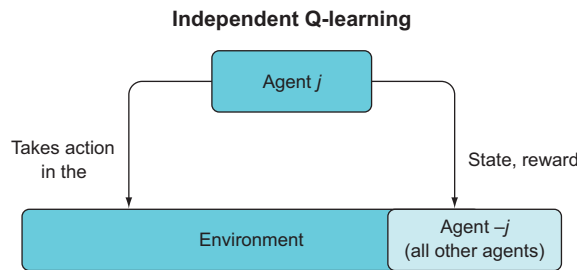 Independent Q-learning
Agent j
Takes action
in the
State, reward
Environment
Agent –j
(all other agents)